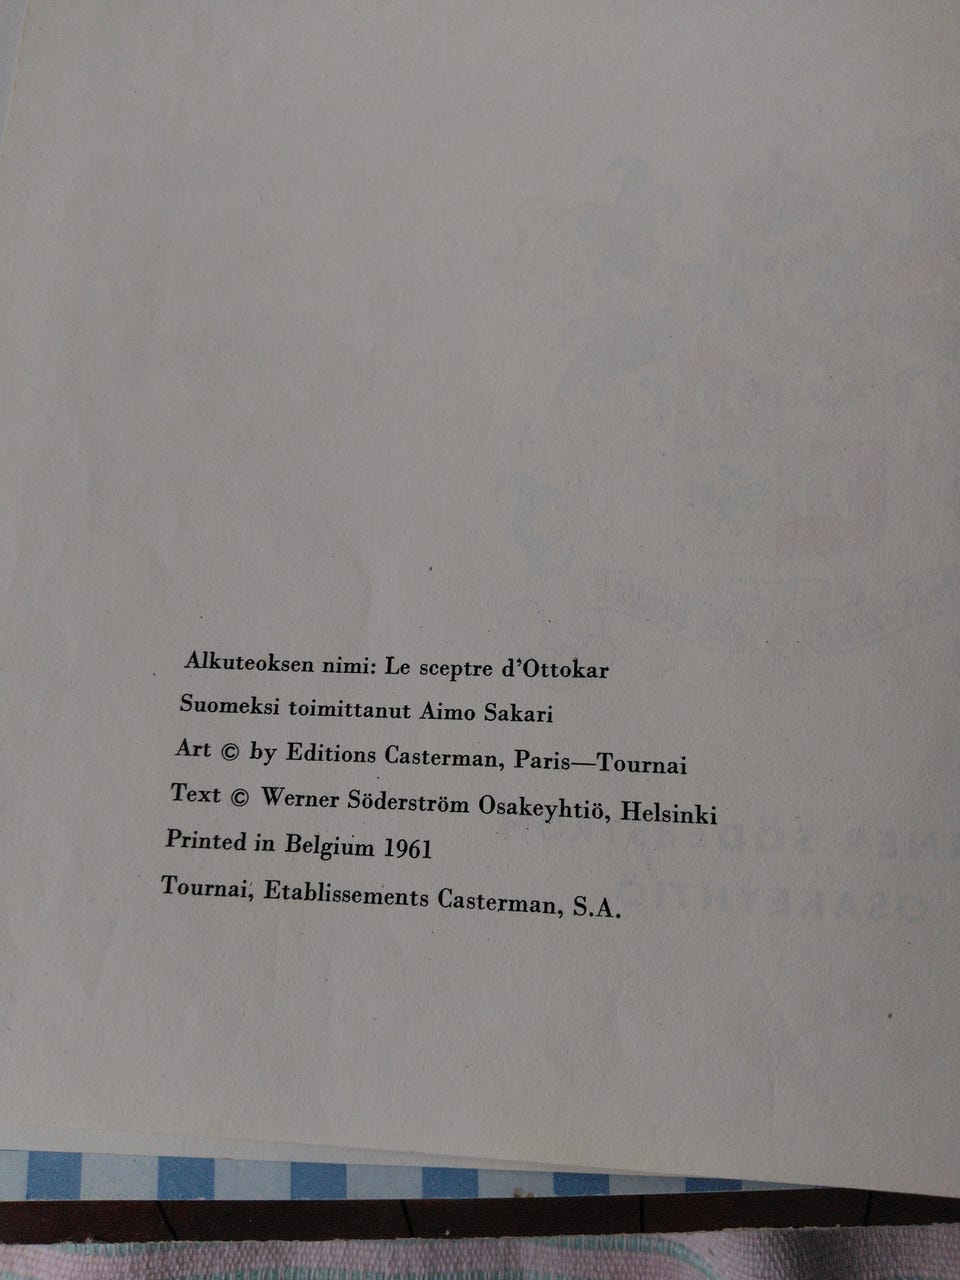 Alkuteoksen nimi: Le sceptre d'Ottokar
Suomeksi toimittanut Aimo Sakari
Art © by Editions Casterman, Paris—Tournai
Text © Werner Söderström Osakeyhtiö, Helsinki
Printed in Belgium 1961
Tournai, Etablissements Casterman, S.A.